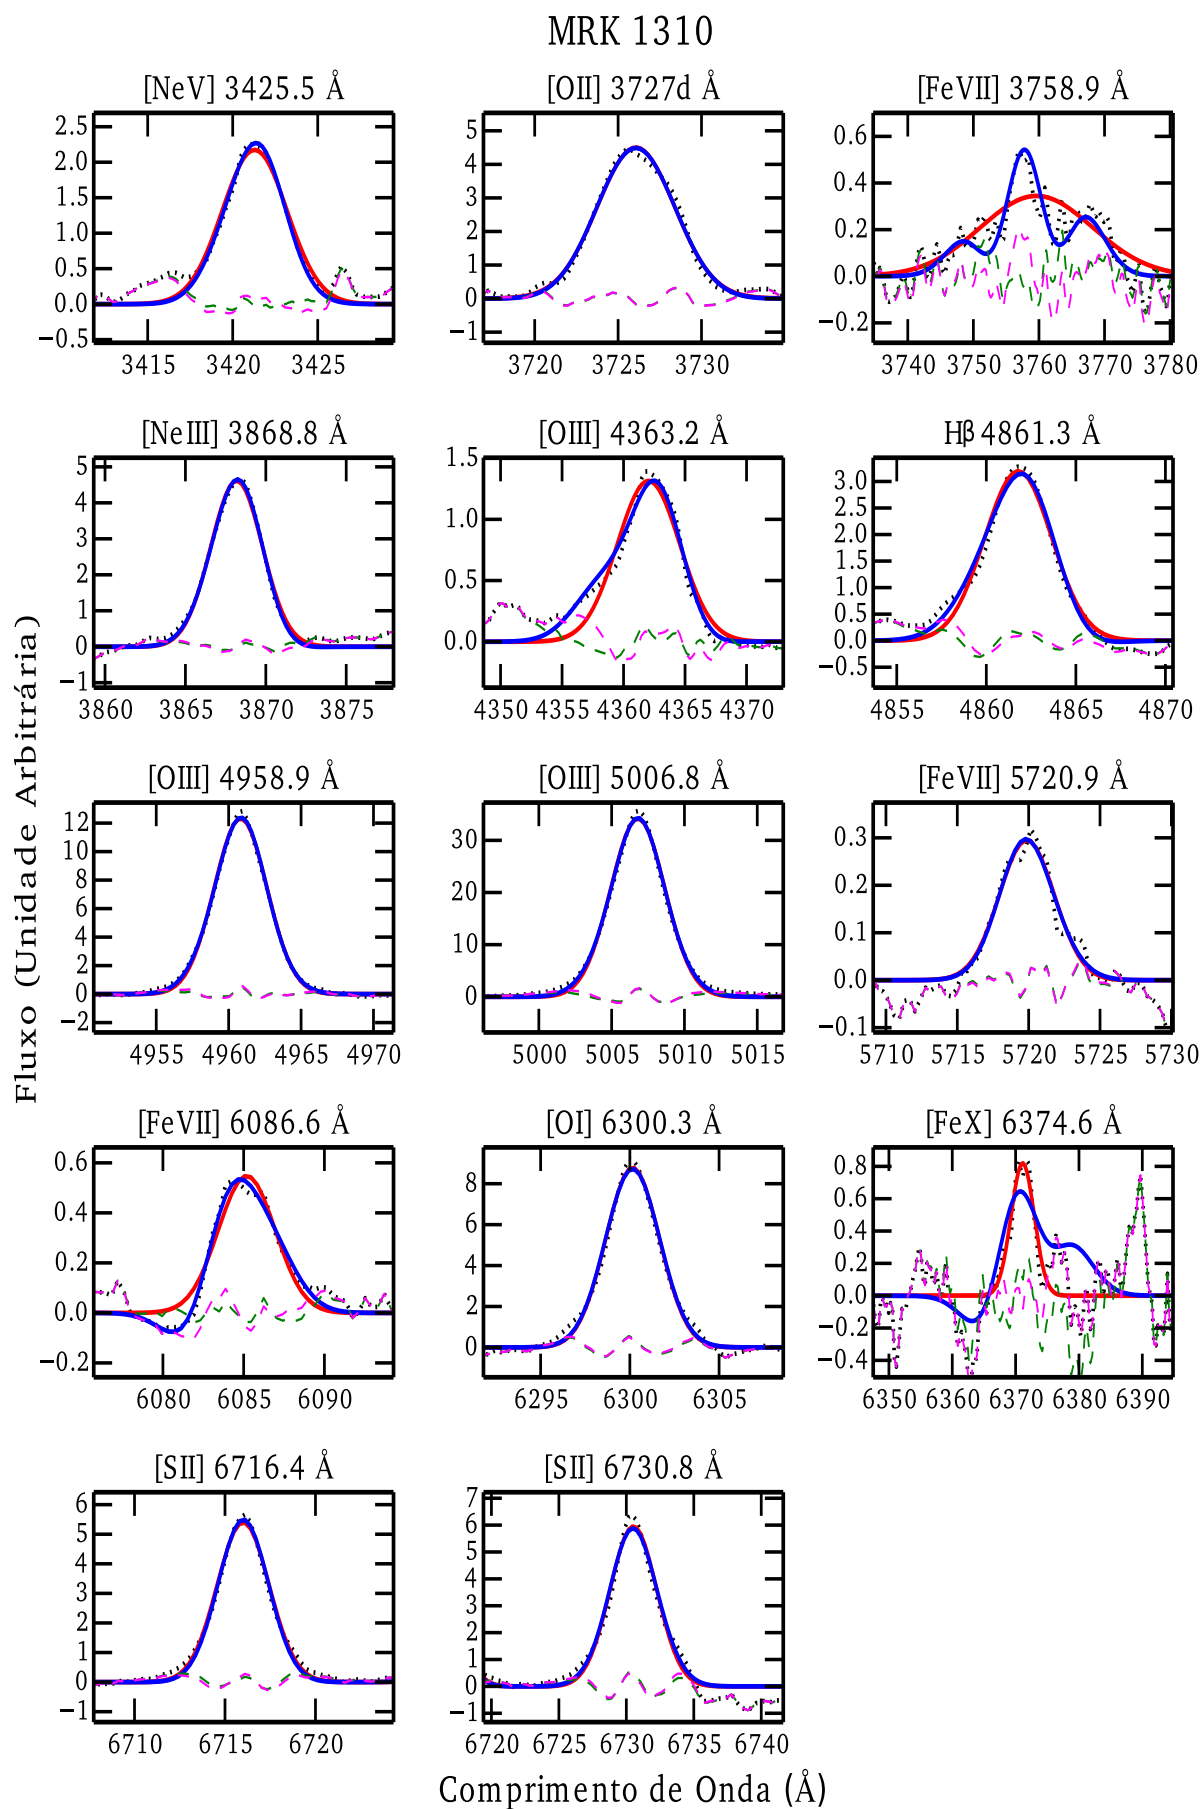 MRK 1310
[NeV] 3425.5 Å
[OII] 3727d Å
[FeVII] 3758.9 Å
2.5
2.0
1.5
1.0
0.5
0.0
−0.5
3415 3420 3425
5
4
3
2
1
0
−1
3720 3725 3730
0.6
0.4
0.2
0.0
−0.2
3740 3750 3760 3770 3780
[NeIII] 3868.8 Å
[OIII] 4363.2 Å
Hβ 4861.3 Å
5
4
3
2
1
0
−1
3860 3865 3870 3875
1.5
1.0
0.5
0.0
4350 4355 4360 4365 4370
3.0
2.5
2.0
1.5
1.0
0.5
0.0
−0.5
4855 4860 4865 4870
[OIII] 4958.9 Å
[OIII] 5006.8 Å
[FeVII] 5720.9 Å
12
10
8
6
4
2
0
−2
4955 4960 4965 4970
30
20
10
0
5000 5005 5010 5015
0.3
0.2
0.1
0.0
−0.1
5710 5715 5720 5725 5730
[FeVII] 6086.6 Å
[OI] 6300.3 Å
[FeX] 6374.6 Å
0.6
0.4
0.2
0.0
−0.2
6080 6085 6090
8
6
4
2
0
6295 6300 6305
0.8
0.6
0.4
0.2
0.0
−0.2
−0.4
6350 6360 6370 6380 6390
[SII] 6716.4 Å
[SII] 6730.8 Å
6
5
4
3
2
1
0
−1
6710 6715 6720
7
6
5
4
3
2
1
0
−1
6720 6725 6730 6735 6740
Fluxo (Unidade Arbitrária)
Comprimento de Onda (Å)